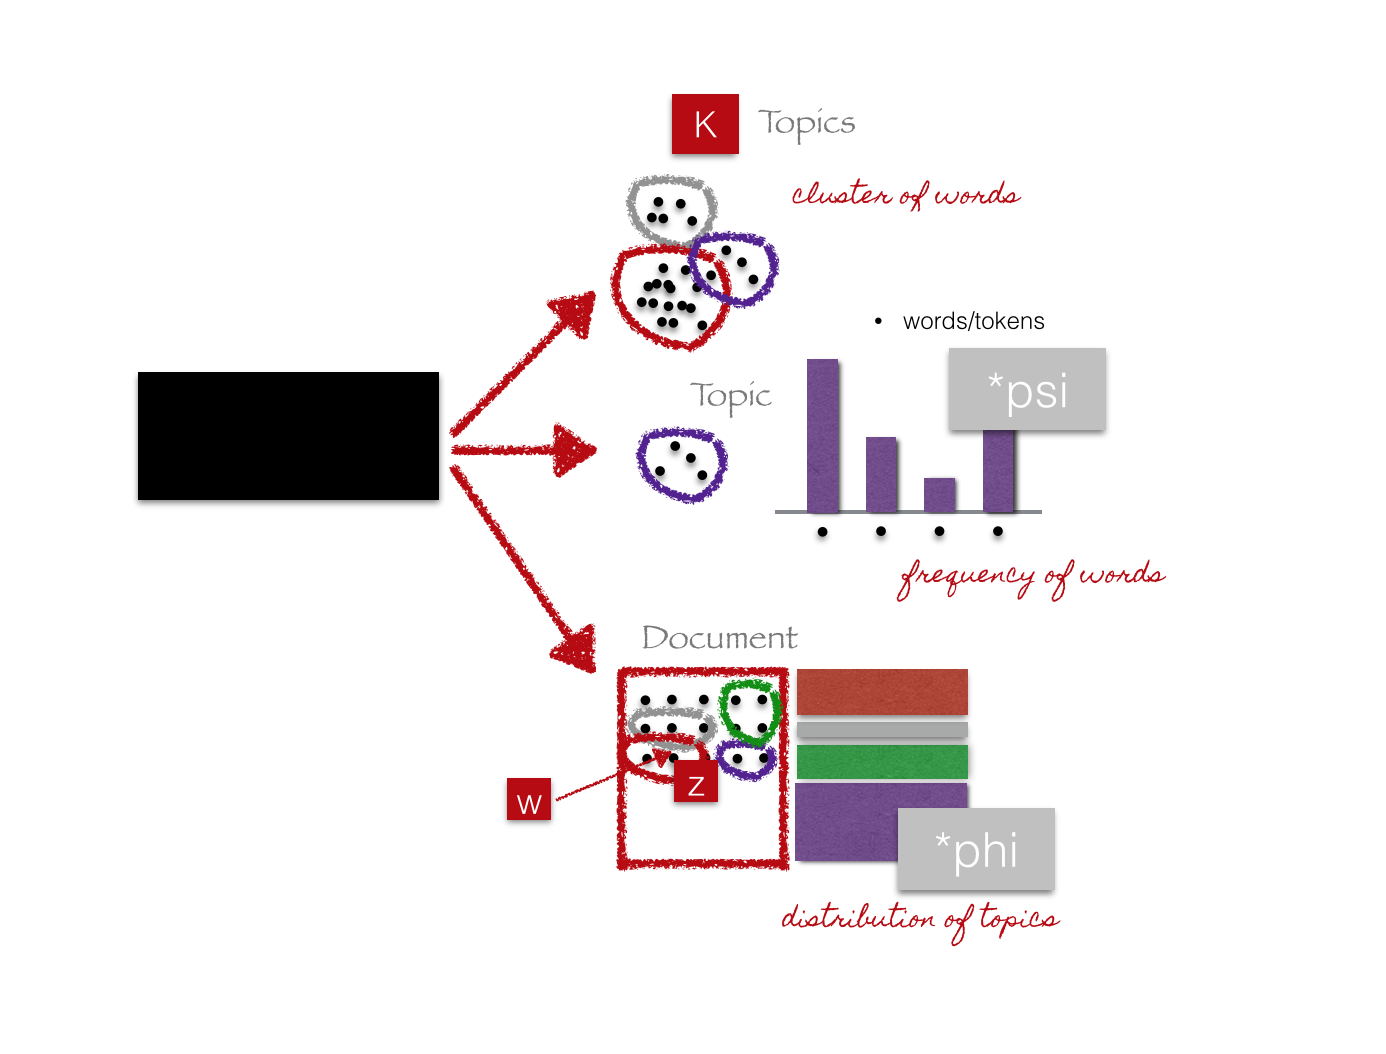 K Topics
cluster of words
• words/tokens
*psi
Topic
frequency of words
Document
w
z
*phi
distribution of topics